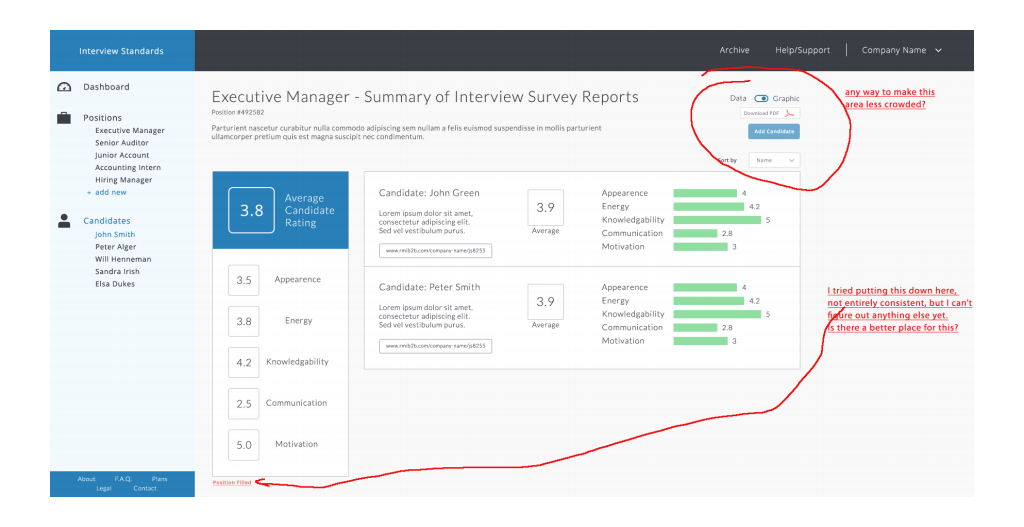 Interview Standards
Archive Help/Support Company Name
Dashboard
Positions
Executive Manager
Senior Auditor
Junior Account
Accounting Intern
Hiring Manager
+ add new
Candidates
John Smith
Peter Alger
Will Henneman
Sandra Irish
Elsa Dukes
About F.A.Q. Plans
Legal Contact
Executive Manager - Summary of Interview Survey Reports
Position #492582
Parturient nascetur curabitur nulla commodo adipiscing sem nullam a felis euismod suspendisse in mollis parturient
ullamcorper pretium quis est magna suscipit nec condimentum.
Data Graphic
Download PDF
Add Candidate
Sort by Name
any way to make this
area less crowded?
3.8 Average
Candidate
Rating
3.5 Appearence
3.8 Energy
4.2 Knowledgability
2.5 Communication
5.0 Motivation
Position Filled
Candidate: John Green
Lorem ipsum dolor sit amet,
consectetur adipiscing elit.
Sed vel vestibulum purus.
www.rmib2b.com/company-name/js8255
3.9
Average
Appearence 4
Energy 4.2
Knowledgability 5
Communication 2.8
Motivation 3
Candidate: Peter Smith
Lorem ipsum dolor sit amet,
consectetur adipiscing elit.
Sed vel vestibulum purus.
www.rmib2b.com/company-name/js8255
3.9
Average
Appearence 4
Energy 4.2
Knowledgability 5
Communication 2.8
Motivation 3
I tried putting this down here,
not entirely consistent, but I can't
figure out anything else yet.
Is there a better place for this?